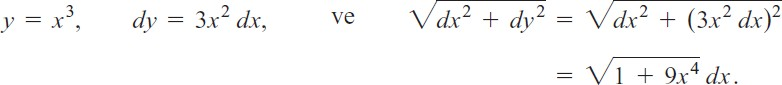 y = x³, dy = 3x² dx, ve √(dx² + dy²) = √(dx² + (3x² dx)²)
= √(1 + 9x⁴) dx.